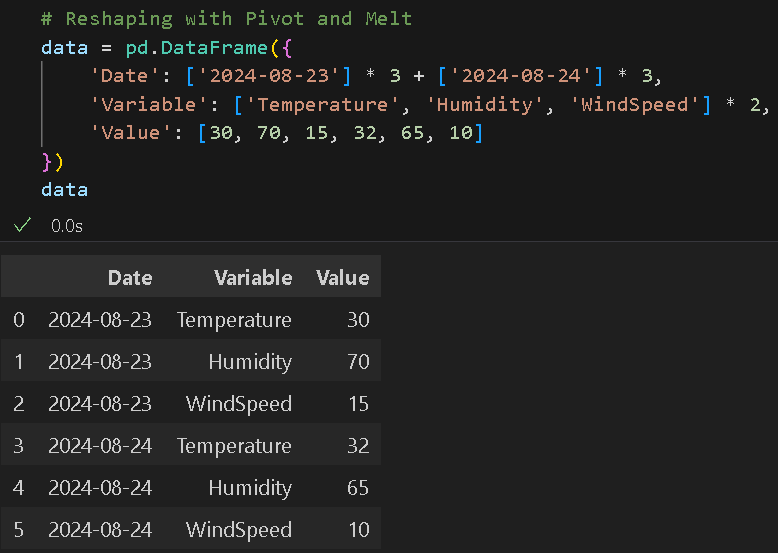 # Reshaping with Pivot and Melt
data = pd.DataFrame({
    'Date': ['2024-08-23'] * 3 + ['2024-08-24'] * 3,
    'Variable': ['Temperature', 'Humidity', 'WindSpeed'] * 2,
    'Value': [30, 70, 15, 32, 65, 10]
})
data
0.0s
Date Variable Value
0 2024-08-23 Temperature 30
1 2024-08-23 Humidity 70
2 2024-08-23 WindSpeed 15
3 2024-08-24 Temperature 32
4 2024-08-24 Humidity 65
5 2024-08-24 WindSpeed 10